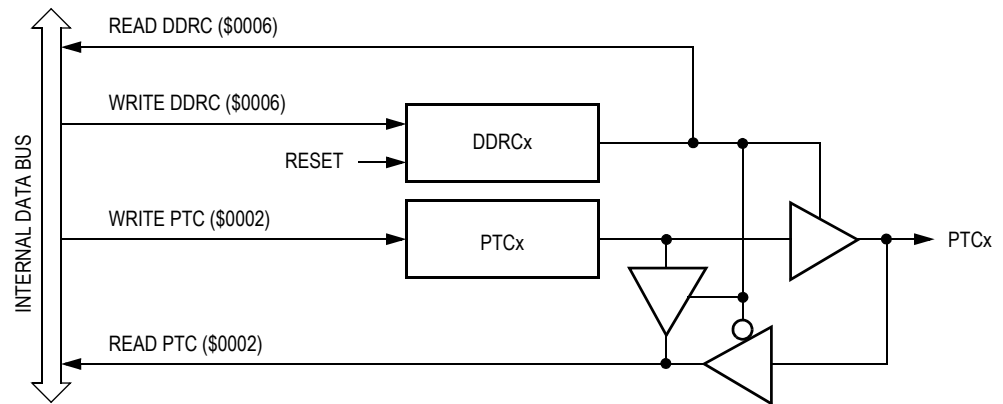 READ DDRC ($0006)
WRITE DDRC ($0006)
DDRCx
RESET
INTERNAL DATA BUS
WRITE PTC ($0002)
PTCx
PTCx
READ PTC ($0002)